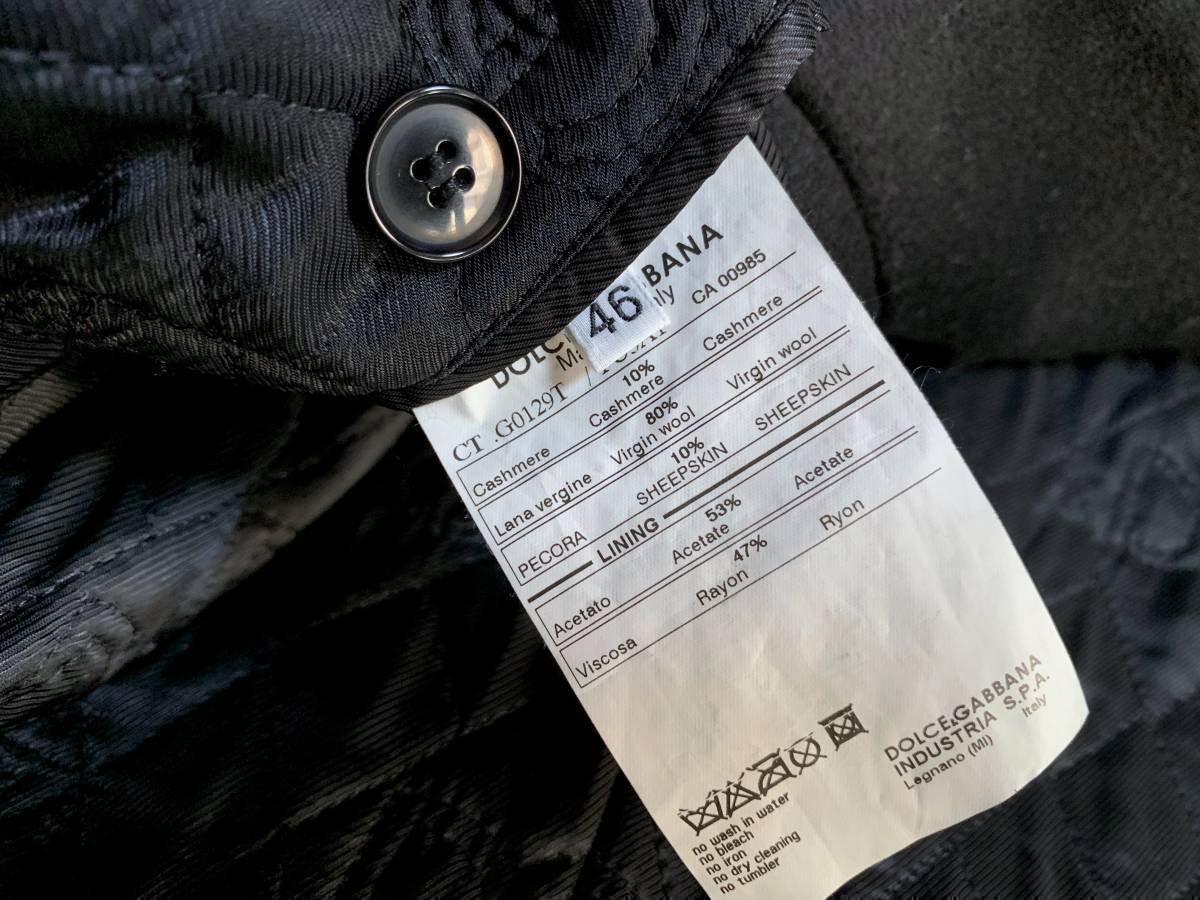 BANA
46
CA 00985
CT .G0129T /
Cashmere 10% Cashmere Cashmere
Lana vergine 80% Virgin wool Virgin wool
PECORA 10% SHEEPSKIN SHEEPSKIN
LINING
Acetato 53% Acetate Acetate
Viscosa 47% Rayon Ryon
no wash in water
no bleach
no iron
no dry cleaning
no tumbler
DOLCE&GABBANA
INDUSTRIA S.P.A.
Legnano (MI) Italy